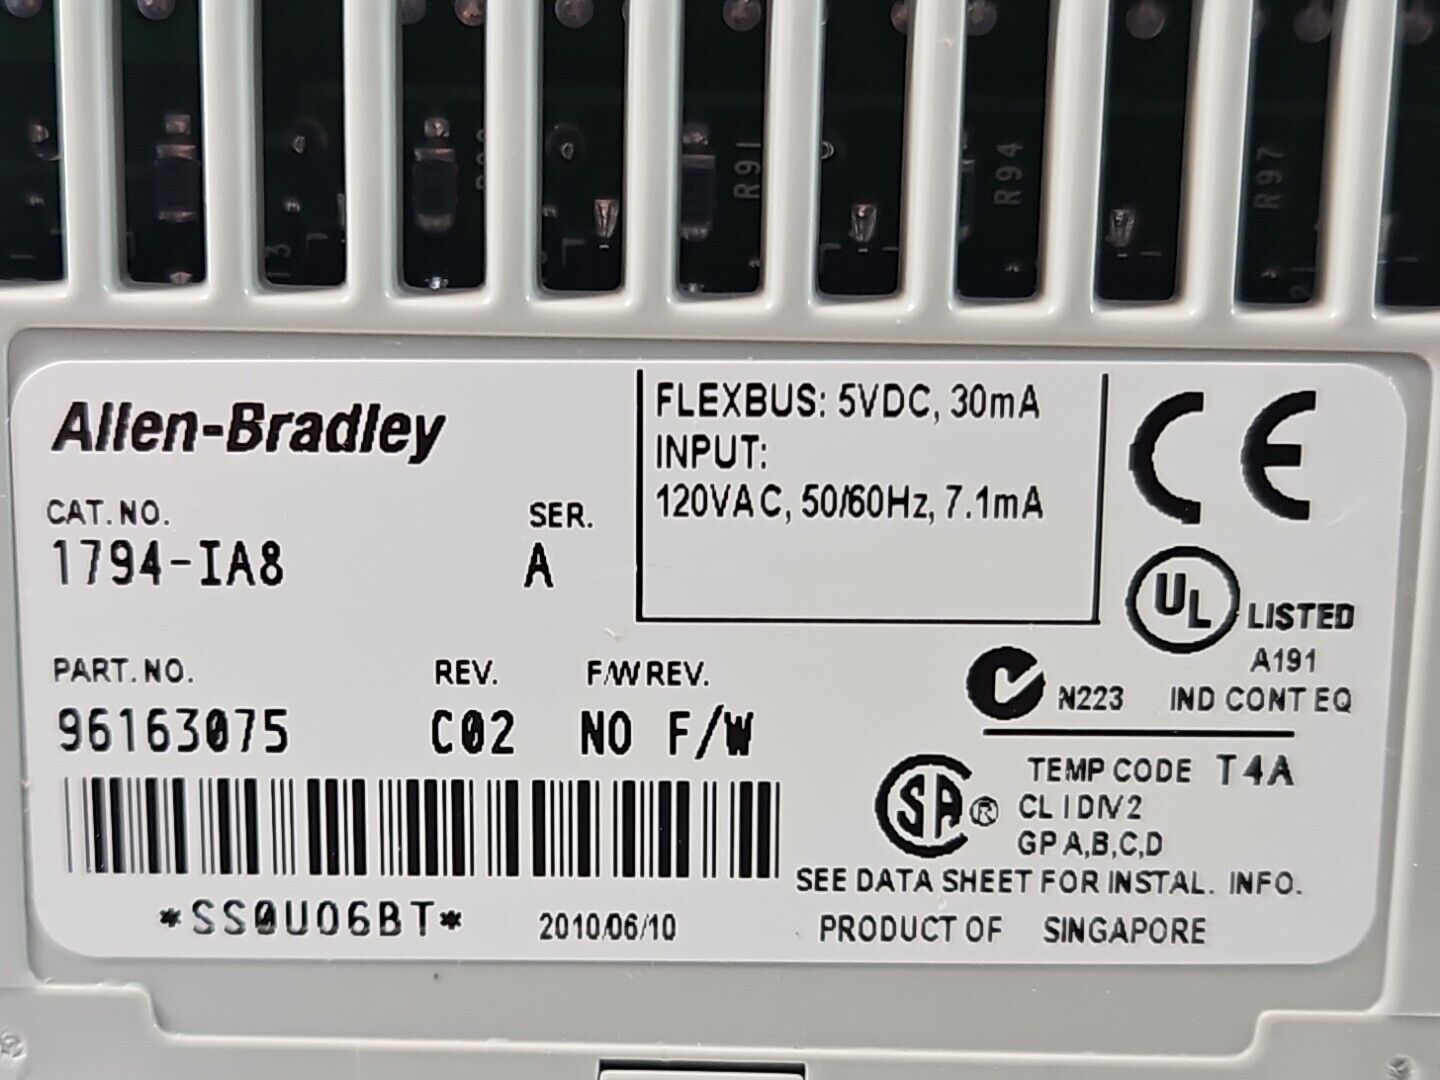 R91
R94
R97
Allen-Bradley
FLEXBUS: 5VDC, 30mA
INPUT:
120VAC, 50/60Hz, 7.1mA
CE
CAT. NO.
SER.
1794-IA8
A
UL LISTED
A191
IND CONT EQ
N223
PART. NO.
REV.
F/W REV.
96163075
C02
NO F/W
SA ®
TEMP CODE T4A
CL I DIV 2
GP A,B,C,D
SEE DATA SHEET FOR INSTAL. INFO.
*SS0U06BT*
2010/06/10
PRODUCT OF SINGAPORE